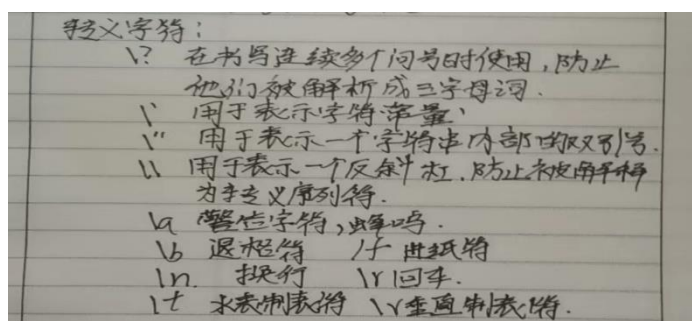 转义字符：
\? 在书写连续多个问号时使用，防止
他们被解析成三字母词.
\' 用于表示字符常量'
\" 用于表示一个字符串内部的双引号.
\\ 用于表示一个反斜杠，防止被解释
为转义序列符.
\a 警告字符，蜂鸣.
\b 退格符 /f 进纸符
\n. 换行 \r回车.
\t 水表制表符 \v垂直制表符.